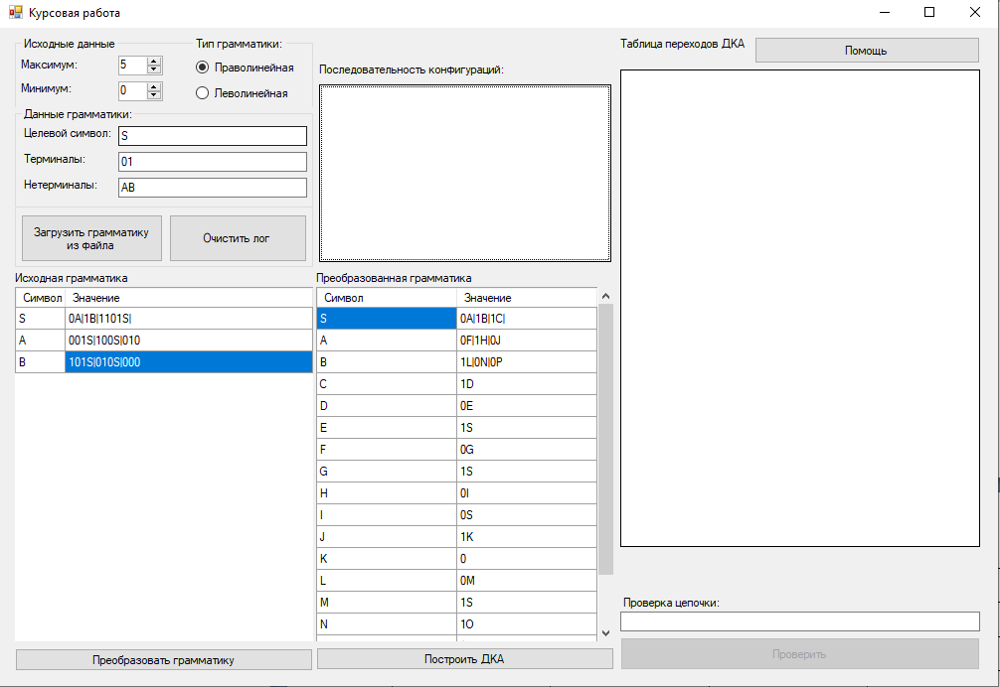 Курсовая работа
Исходные данные
Максимум: 5
Минимум: 0
Тип грамматики:
Праволинейная
Леволинейная
Данные грамматики:
Целевой символ: S
Терминалы: 01
Нетерминалы: AB
Загрузить грамматику
из файла
Очистить лог
Последовательность конфигураций:
Таблица переходов ДКА
Помощь
Исходная грамматика
Символ Значение
S 0A|1B|1101S|
A 001S|100S|010
B 101S|010S|000
Преобразовать грамматику
Преобразованная грамматика
Символ Значение
S 0A|1B|1C|
A 0F|1H|0J
B 1L|0N|0P
C 1D
D 0E
E 1S
F 0G
G 1S
H 0I
I 0S
J 1K
K 0
L 0M
M 1S
N 1O
Построить ДКА
Проверка цепочки:
Проверить